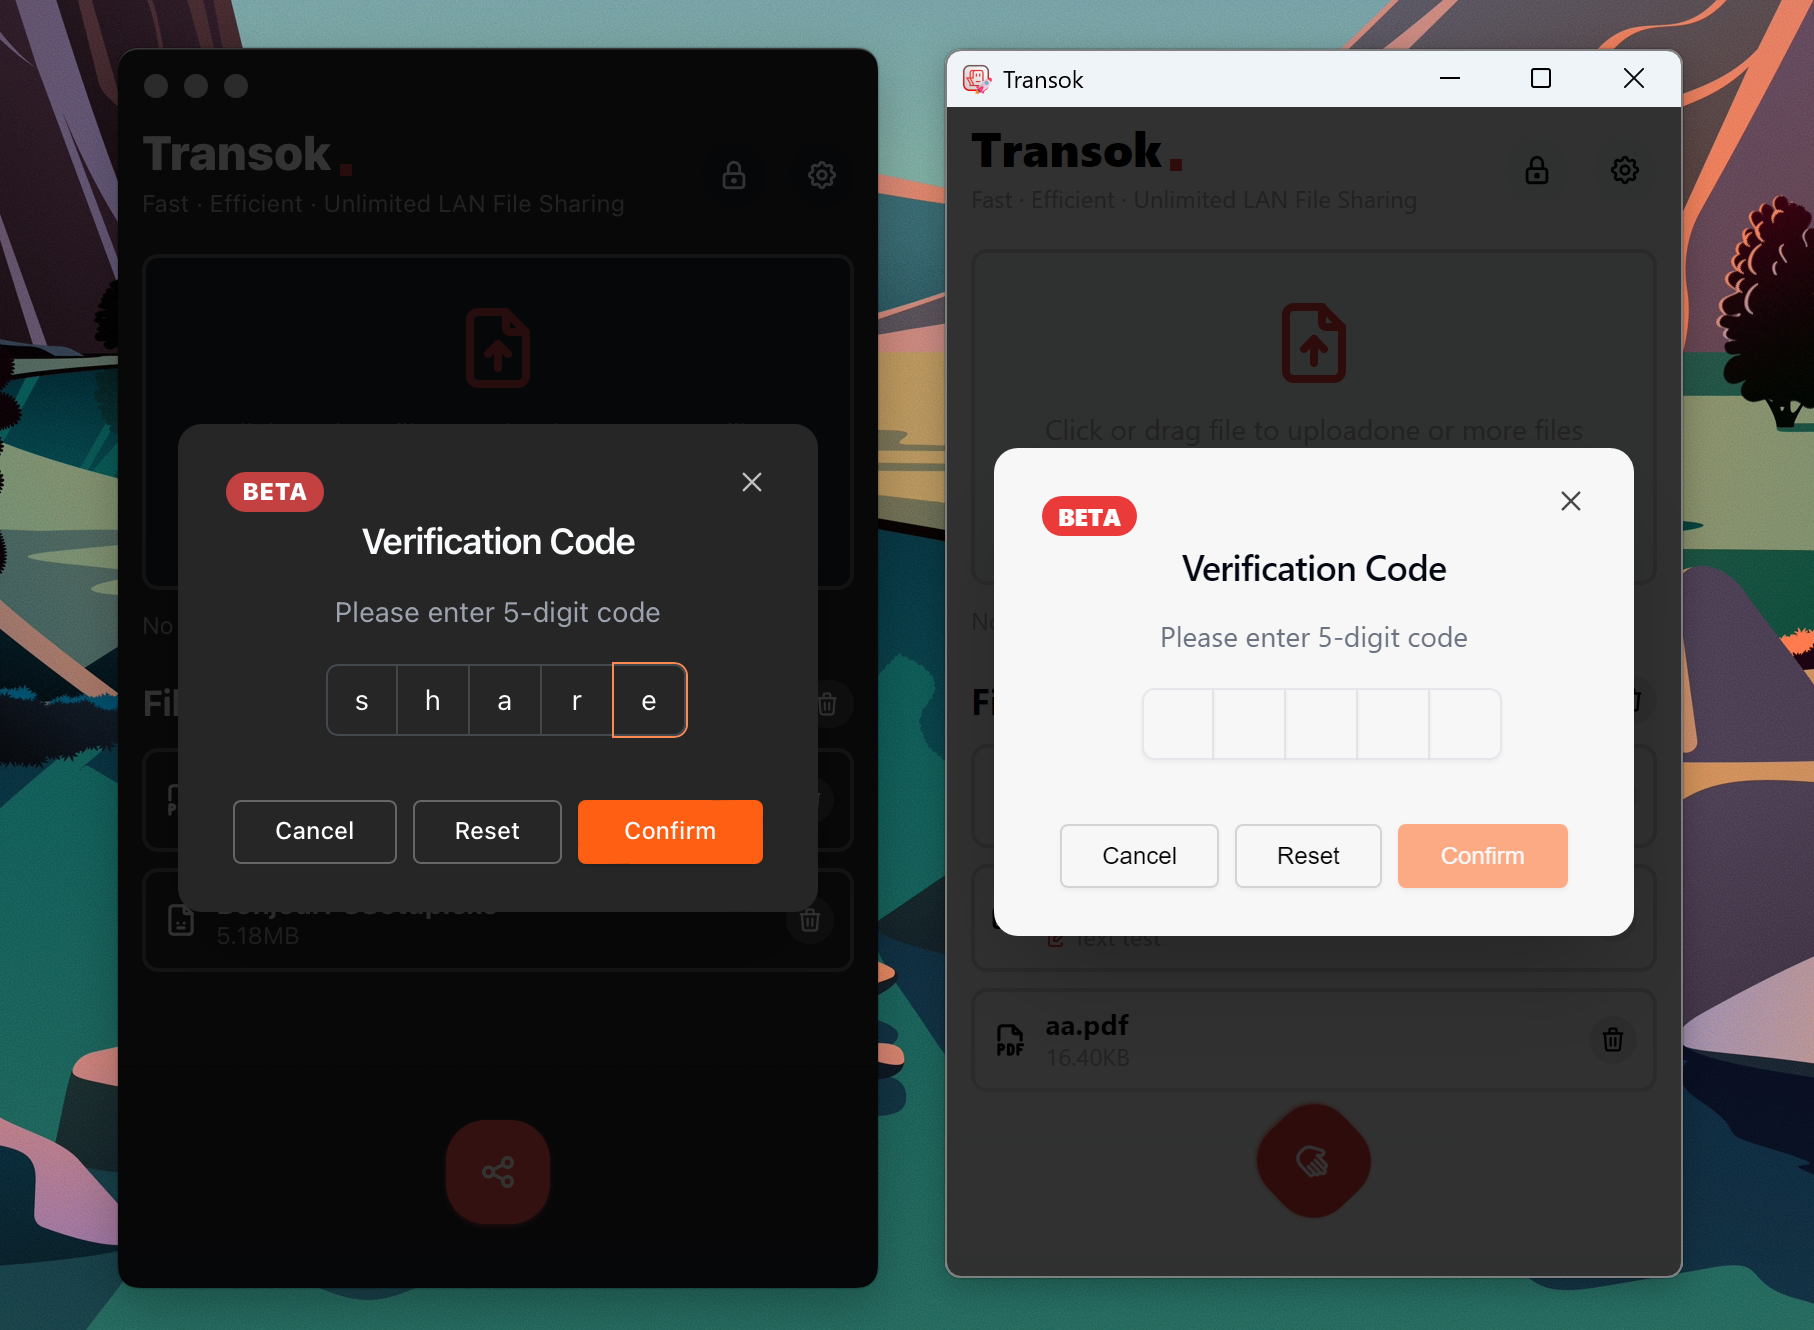 Transok.
Fast · Efficient · Unlimited LAN File Sharing
BETA
Verification Code
Please enter 5-digit code
s h a r e
Cancel
Reset
Confirm
No
Fil
5.18MB
Transok
Transok.
Fast · Efficient · Unlimited LAN File Sharing
Click or drag file to uploadone or more files
BETA
Verification Code
Please enter 5-digit code
Cancel
Reset
Confirm
Text test
PDF
aa.pdf
16.40KB